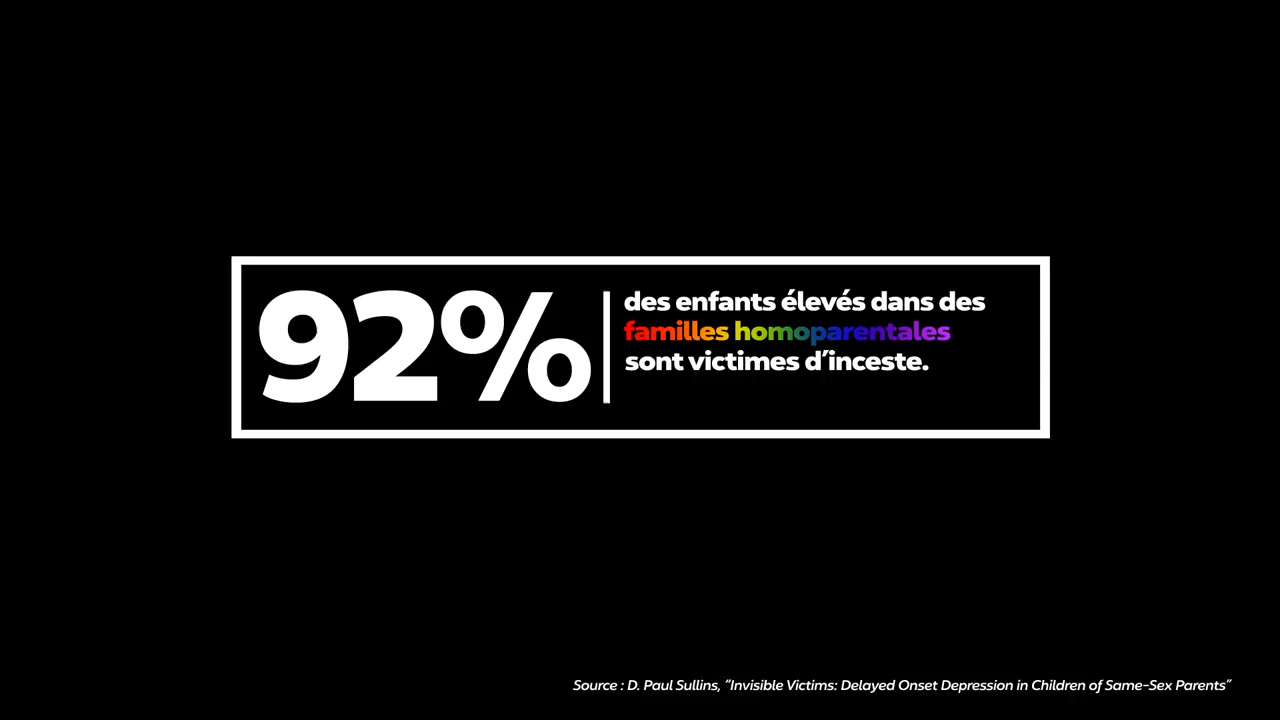 92%
des enfants élevés dans des
familles homoparentales
sont victimes d’inceste.
Source : D. Paul Sullins, “Invisible Victims: Delayed Onset Depression in Children of Same-Sex Parents”